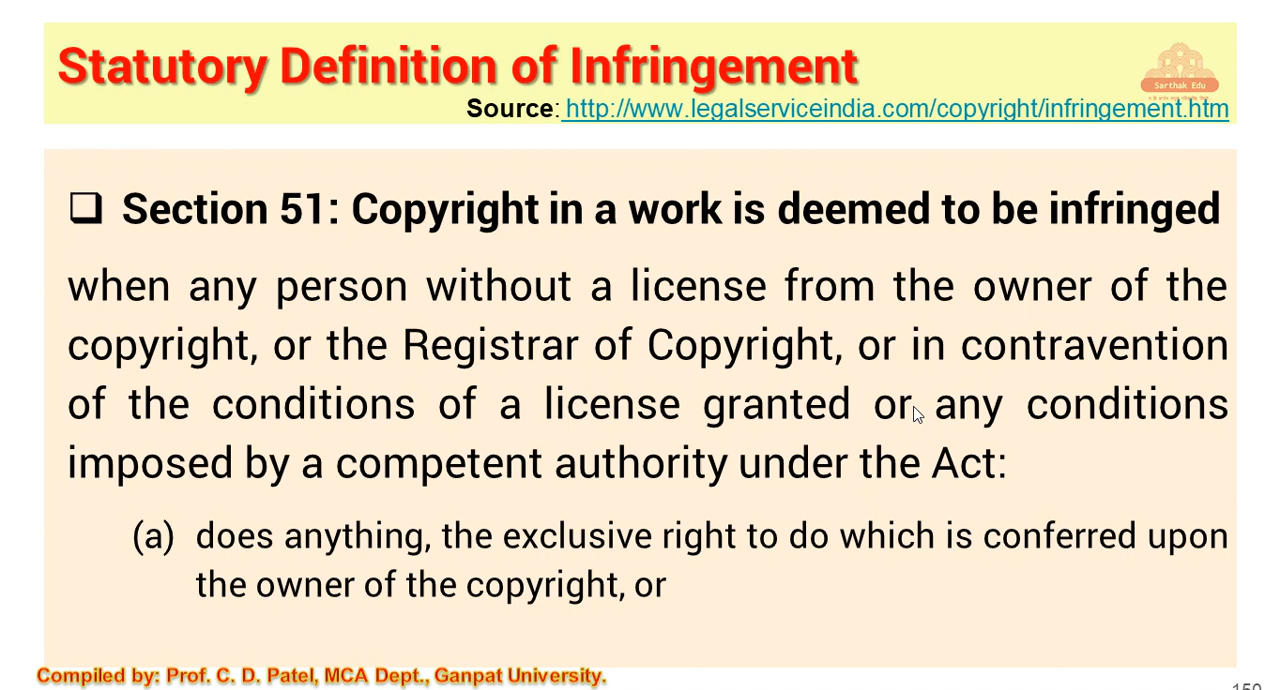 Statutory Definition of Infringement
Sarthak Edu
Source: http://www.legalserviceindia.com/copyright/infringement.htm
❑ Section 51: Copyright in a work is deemed to be infringed
when any person without a license from the owner of the
copyright, or the Registrar of Copyright, or in contravention
of the conditions of a license granted or any conditions
imposed by a competent authority under the Act:
(a) does anything, the exclusive right to do which is conferred upon
the owner of the copyright, or
Compiled by: Prof. C. D. Patel, MCA Dept., Ganpat University.